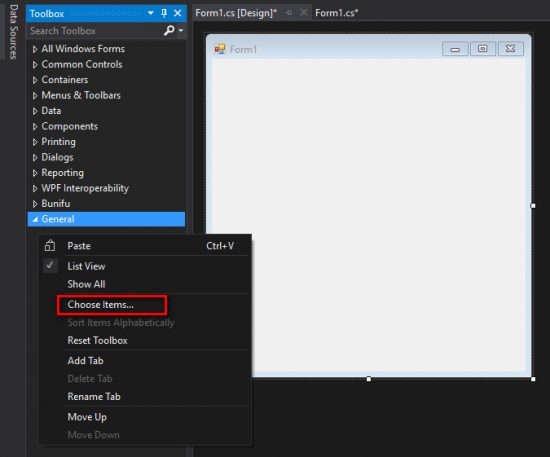 Data Sources
Toolbox
Form1.cs [Design]*
Form1.cs*
Search Toolbox
All Windows Forms
Common Controls
Containers
Menus & Toolbars
Data
Components
Printing
Dialogs
Reporting
WPF Interoperability
Bunifu
General
Form1
Paste Ctrl+V
List View
Show All
Choose Items...
Sort Items Alphabetically
Reset Toolbox
Add Tab
Delete Tab
Rename Tab
Move Up
Move Down